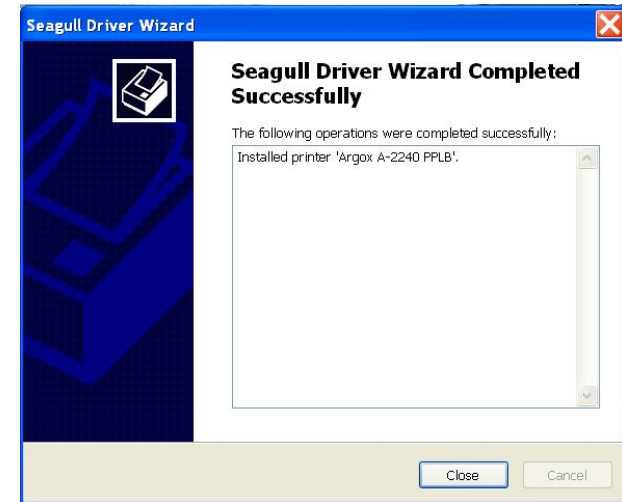 Seagull Driver Wizard
Seagull Driver Wizard Completed
Successfully
The following operations were completed successfully:
Installed printer 'Argox A-2240 PPLB'.
Close
Cancel